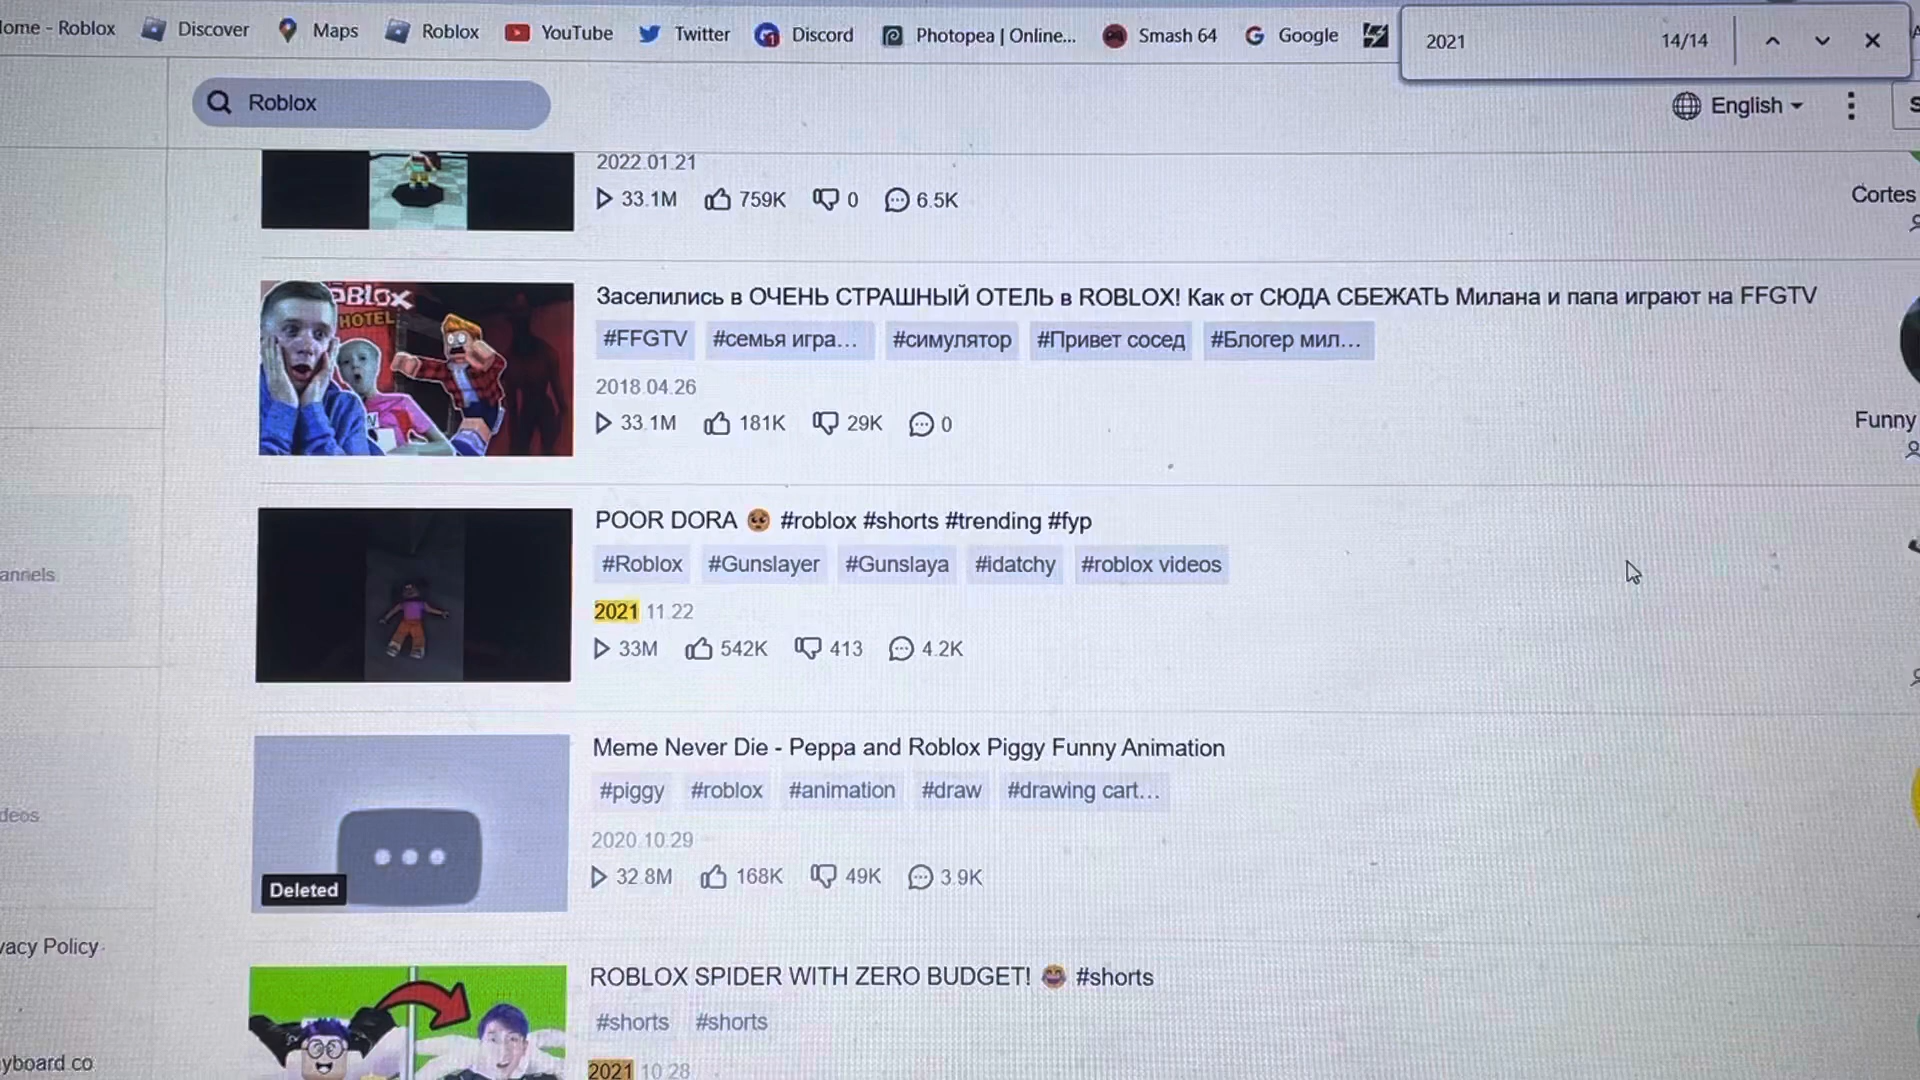 ome - Roblox Discover Maps Roblox YouTube Twitter Discord Photopea | Online... Smash 64 Google
2021 14/14
Roblox
English
2022.01.21
33.1M 759K 0 6.5K
Cortes
ROBLOX
HOTEL
Заселились в ОЧЕНЬ СТРАШНЫЙ ОТЕЛЬ в ROBLOX! Как от СЮДА СБЕЖАТЬ Милана и папа играют на FFGTV
#FFGTV #семья игра... #симулятор #Привет сосед #Блогер мил...
2018.04.26
33.1M 181K 29K 0
Funny
POOR DORA 🥺 #roblox #shorts #trending #fyp
#Roblox #Gunslayer #Gunslaya #idatchy #roblox videos
annels
2021 11.22
33M 542K 413 4.2K
Meme Never Die - Peppa and Roblox Piggy Funny Animation
#piggy #roblox #animation #draw #drawing cart...
deos
2020.10.29
32.8M 168K 49K 3.9K
Deleted
vacy Policy
ROBLOX SPIDER WITH ZERO BUDGET! 😂 #shorts
#shorts #shorts
yboard.co
2021 10.28